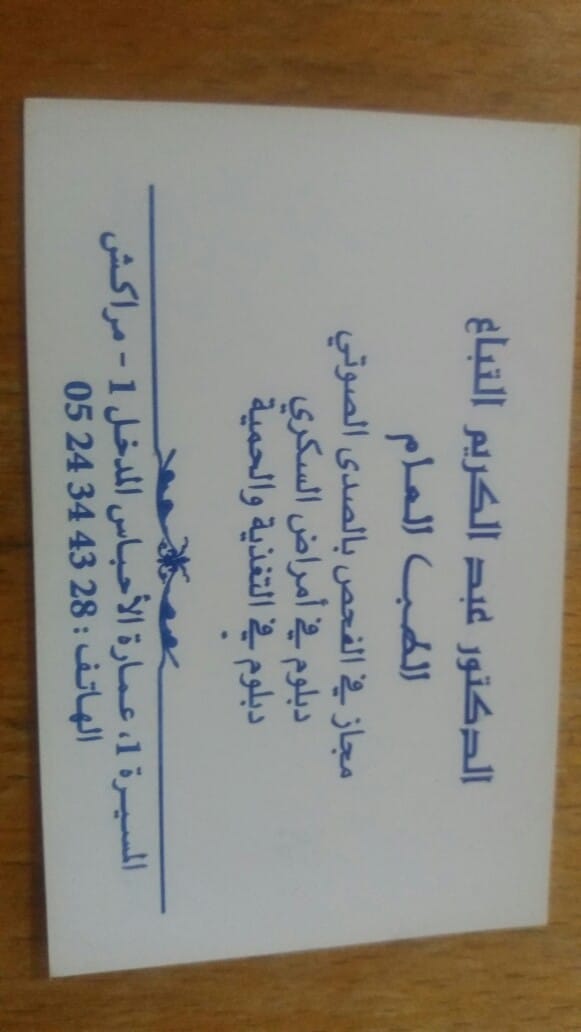 الدكتور عبد الكريم التباع
الطب العام
مجاز في الفحص بالصدى الصوتي
دبلوم في أمراض السكري
دبلوم في التغذية والحمية
المسيرة 1، عمارة الأحباس المدخل 1 - مراكش
الهاتف : 05 24 34 43 28